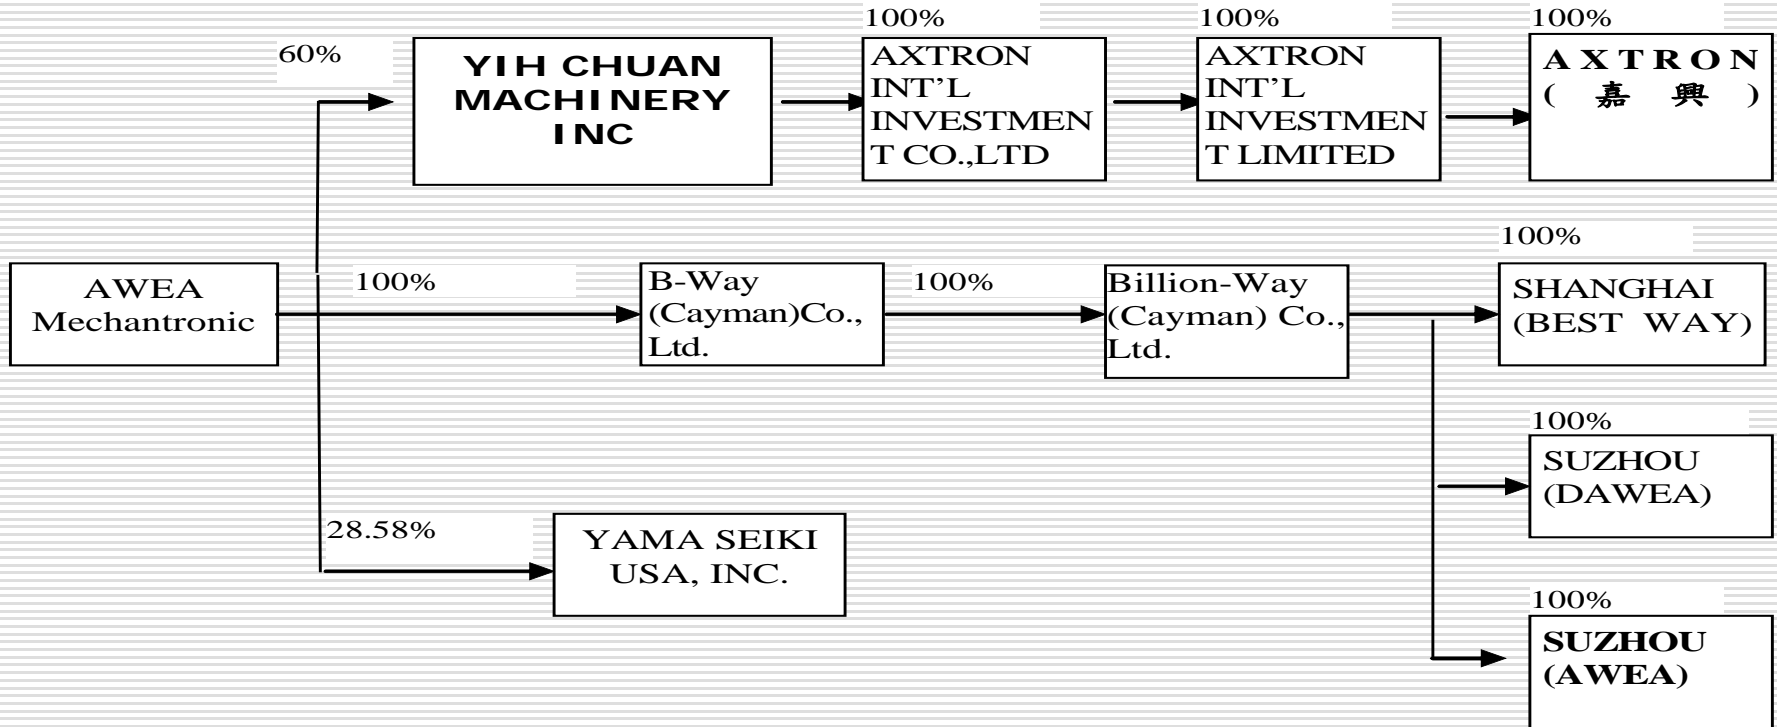 100%
100%
100%
60%
YIH CHUAN
MACHINERY
INC
AXTRON
INT'L
INVESTMEN
T CO.,LTD
AXTRON
INT'L
INVESTMEN
T LIMITED
AXTRON
(嘉興)
AWEA
Mechantronic
100%
B-Way
(Cayman)Co.,
Ltd.
100%
Billion-Way
(Cayman) Co.,
Ltd.
100%
SHANGHAI
(BEST WAY)
100%
SUZHOU
(DAWEA)
28.58%
YAMA SEIKI
USA, INC.
100%
SUZHOU
(AWEA)